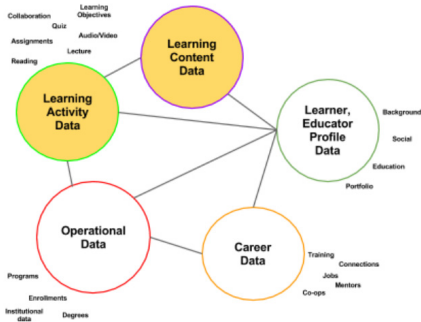 Learning
Objectives
Collaboration
Quiz
Audio/Video
Assignments
Lecture
Reading
Learning
Content
Data
Learning
Activity
Data
Learner,
Educator
Profile
Data
Background
Social
Education
Portfolio
Operational
Data
Career
Data
Training
Connections
Jobs
Mentors
Co-ops
Programs
Enrollments
Institutional
data
Degrees